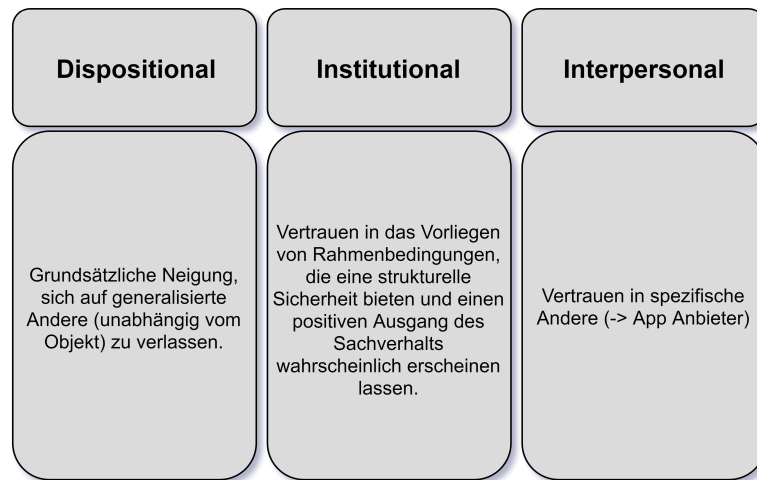 Dispositional
Institutional
Interpersonal
Grundsätzliche Neigung,
sich auf generalisierte
Andere (unabhängig vom
Objekt) zu verlassen.
Vertrauen in das Vorliegen
von Rahmenbedingungen,
die eine strukturelle
Sicherheit bieten und einen
positiven Ausgang des
Sachverhalts
wahrscheinlich erscheinen
lassen.
Vertrauen in spezifische
Andere (-> App Anbieter)